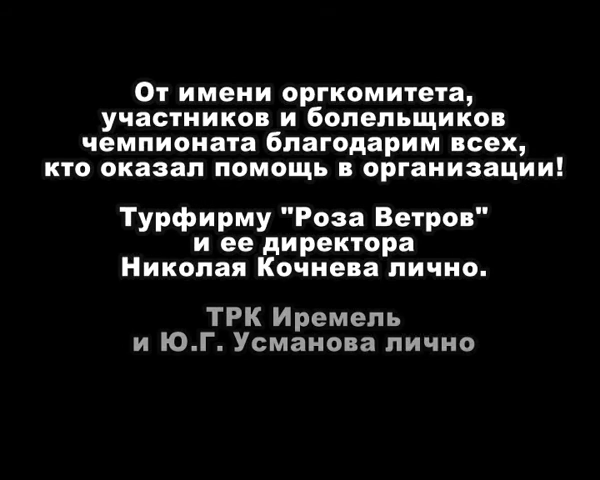 От имени оргкомитета,
участников и болельщиков
чемпионата благодарим всех,
кто оказал помощь в организации!
Турфирму "Роза Ветров"
и ее директора
Николая Кочнева лично.
ТРК Иремель
и Ю.Г. Усманова лично